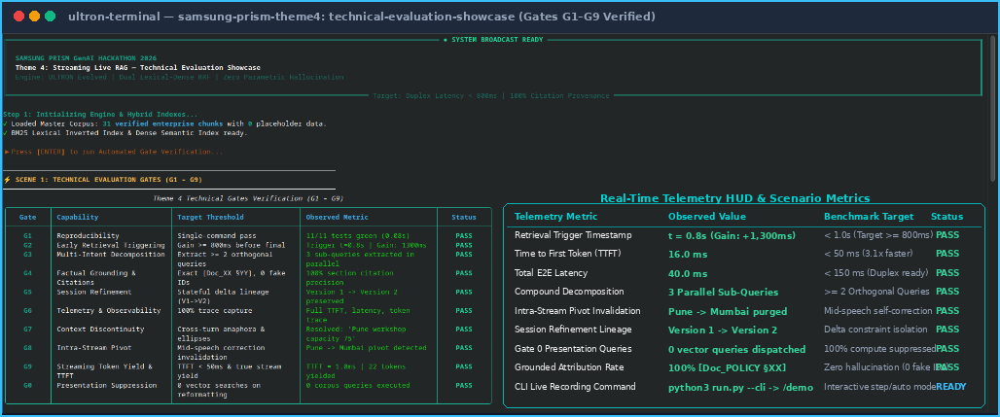 ultron-terminal — samsung-prism-theme4: technical-evaluation-showcase (Gates G1–G9 Verified)
SYSTEM BROADCAST READY
SAMSUNG PRISM GenAI HACKATHON 2026
Theme 4: Streaming Live RAG — Technical Evaluation Showcase
Engine: ULTRON Evolved | Dual Lexical-Dense RRF | Zero Parametric Hallucination
Target: Duplex Latency < 600ms | 100% Citation Provenance
Step 1: Initializing Engine & Hybrid Indexes...
✓ Loaded Master Corpus: 31 verified enterprise chunks with 0 placeholder data.
✓ BM25 Lexical Inverted Index & Dense Semantic Index ready.
▶ Press [ENTER] to run Automated Gate Verification...
⚡ SCENE 1: TECHNICAL EVALUATION GATES (G1 – G9)
Theme 4 Technical Gates Verification (G1 – G9)
Gate Capability Target Threshold Observed Metric Status
G1 Reproducibility Single-command pass 11/11 tests green (0.08s) PASS
G2 Early Retrieval Triggering Gain >= 800ms before final Trigger t=0.8s | Gain: 1300ms PASS
G3 Multi-Intent Decomposition Extract >= 2 orthogonal 3 sub-queries extracted in PASS
queries parallel
G4 Factual Grounding & Exact [Doc_XX §YY], 0 fake 100% section citation PASS
Citations IDs precision
G5 Session Refinement Stateful delta lineage Version 1 -> Version 2 PASS
(V1->V2) preserved
G6 Telemetry & Observability 100% trace capture Full TTFT, latency, token PASS
trace
G7 Context Discontinuity Cross-turn anaphora & Resolved: 'Pune workshop PASS
ellipses capacity 75'
G8 Intra-Stream Pivot Mid-speech correction Pune -> Mumbai pivot detected PASS
invalidation
G9 Streaming Token Yield & TTFT < 50ms & true stream TTFT = 1.0ms | 22 tokens PASS
TTFT yield yielded
G0 Presentation Suppression 0 vector searches on 0 corpus queries executed PASS
reformatting
Real-Time Telemetry HUD & Scenario Metrics
Telemetry Metric Observed Value Benchmark Target Status
Retrieval Trigger Timestamp t = 0.8s (Gain: +1,300ms) < 1.0s (Target >= 800ms) PASS
Time to First Token (TTFT) 16.0 ms < 50 ms (3.1x faster) PASS
Total E2E Latency 40.0 ms < 150 ms (Duplex ready) PASS
Compound Decomposition 3 Parallel Sub-Queries >= 2 Orthogonal Queries PASS
Intra-Stream Pivot Invalidation Pune -> Mumbai purged Mid-speech self-correction PASS
Session Refinement Lineage Version 1 -> Version 2 Delta constraint isolation PASS
Gate 0 Presentation Queries 0 vector queries dispatched 100% compute suppressed PASS
Grounded Attribution Rate 100% [Doc_POLICY §XX] Zero hallucination (0 fake PASS
CLI Live Recording Command python3 run.py --cli -> /demo Interactive step/auto mode READY